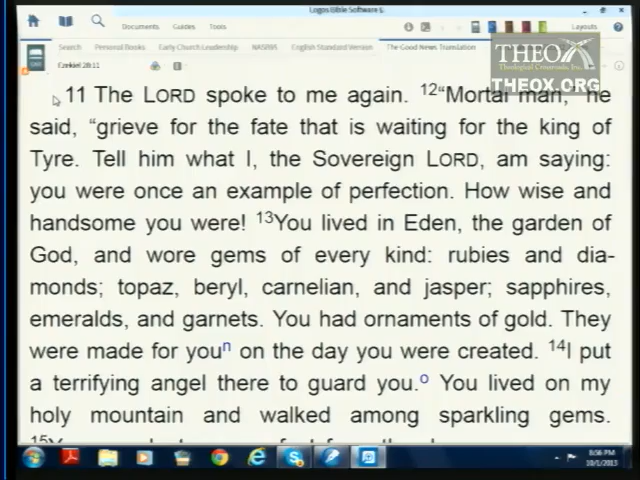 Logos Bible Software 5
Documents Guides Tools Layouts
Search Personal Books Early Church Leadership NASB95 English Standard Version The Good News Translation
Ezekiel 28:11
THEOX
THEOX.ORG
11 The LORD spoke to me again. 12“Mortal man,” he
said, “grieve for the fate that is waiting for the king of
Tyre. Tell him what I, the Sovereign LORD, am saying:
you were once an example of perfection. How wise and
handsome you were! 13You lived in Eden, the garden of
God, and wore gems of every kind: rubies and dia-
monds; topaz, beryl, carnelian, and jasper; sapphires,
emeralds, and garnets. You had ornaments of gold. They
were made for youn on the day you were created. 14I put
a terrifying angel there to guard you.o You lived on my
holy mountain and walked among sparkling gems.
6:56 PM
10/1/2013